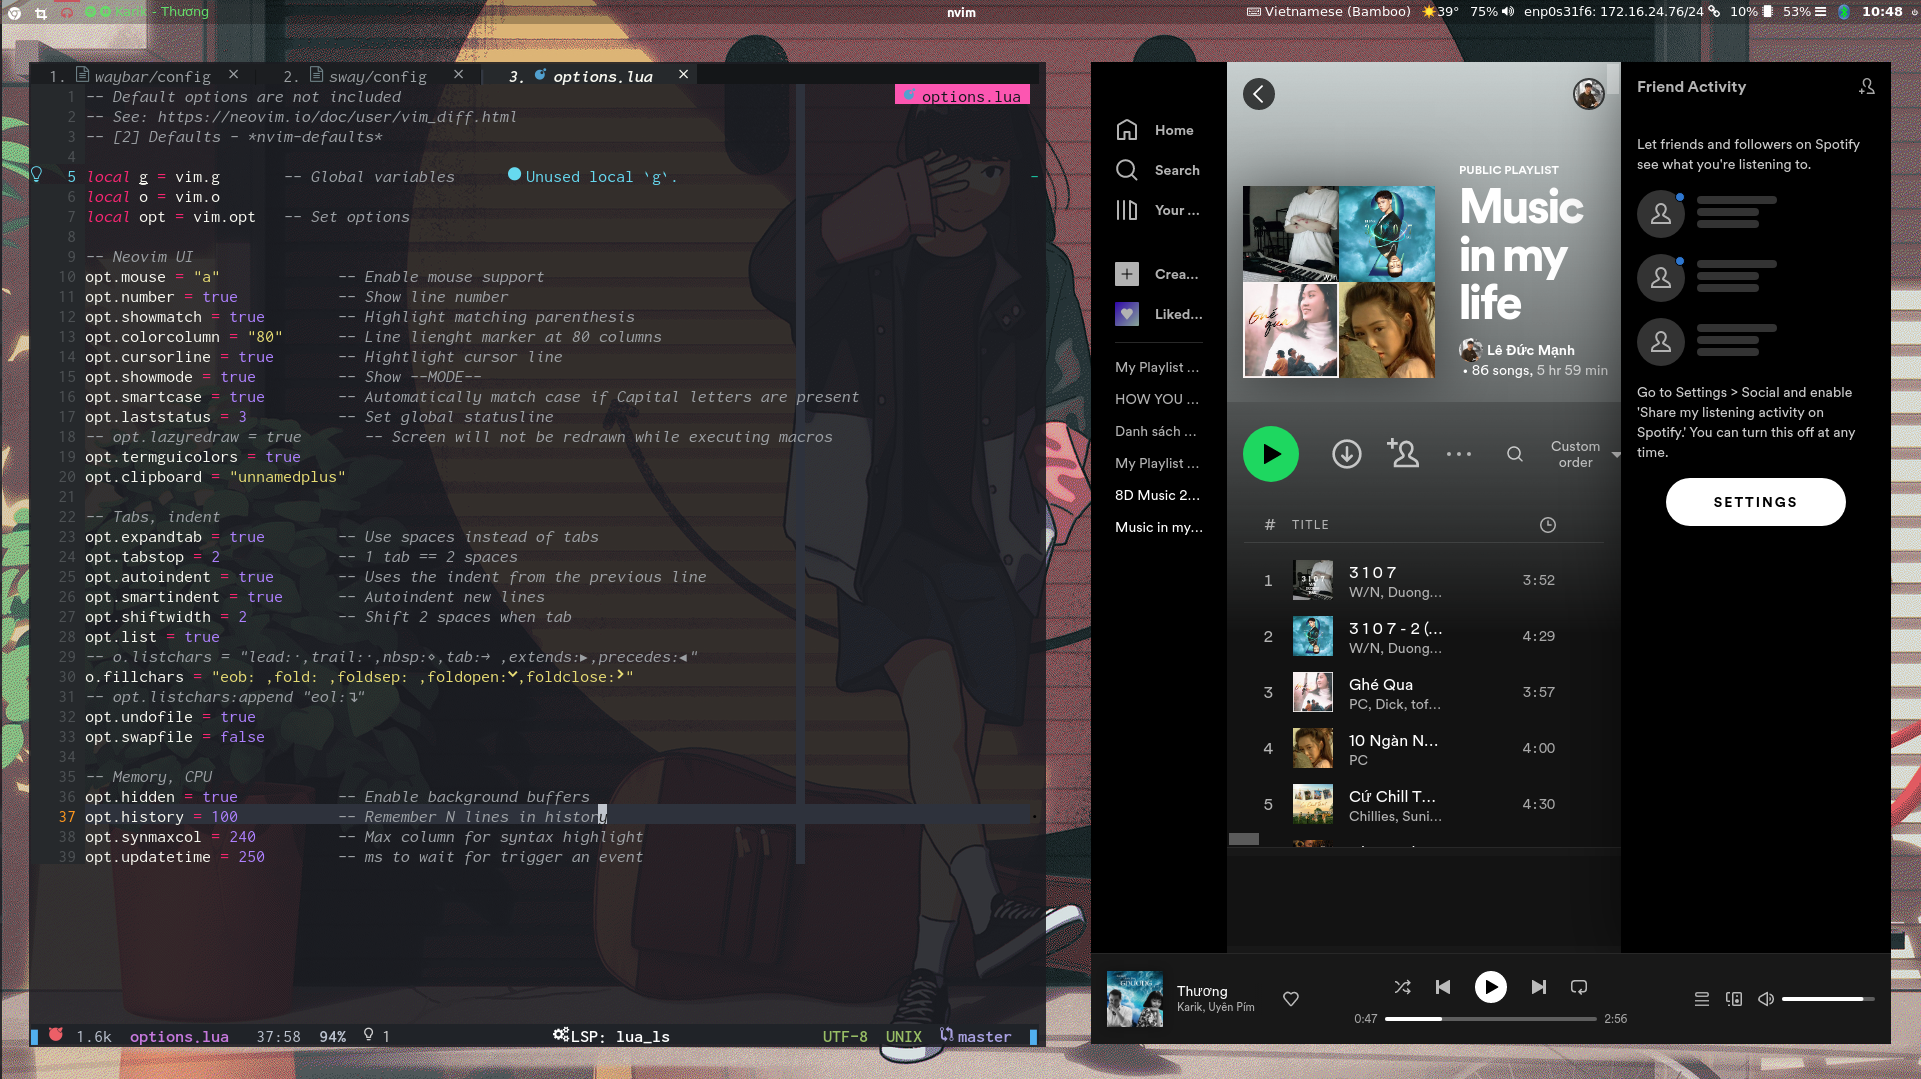 Karik - Thương
nvim
Vietnamese (Bamboo) 39° 75% enp0s31f6: 172.16.24.76/24 10% 53% 10:48
1. waybar/config × 2. sway/config × 3. options.lua ×
options.lua
1 -- Default options are not included
2 -- See: https://neovim.io/doc/user/vim_diff.html
3 -- [2] Defaults - *nvim-defaults*
4
5 local g = vim.g -- Global variables Unused local `g`.
6 local o = vim.o
7 local opt = vim.opt -- Set options
8
9 -- Neovim UI
10 opt.mouse = "a" -- Enable mouse support
11 opt.number = true -- Show line number
12 opt.showmatch = true -- Highlight matching parenthesis
13 opt.colorcolumn = "80" -- Line lienght marker at 80 columns
14 opt.cursorline = true -- Hightlight cursor line
15 opt.showmode = true -- Show --MODE--
16 opt.smartcase = true -- Automatically match case if Capital letters are present
17 opt.laststatus = 3 -- Set global statusline
18 -- opt.lazyredraw = true -- Screen will not be redrawn while executing macros
19 opt.termguicolors = true
20 opt.clipboard = "unnamedplus"
21
22 -- Tabs, indent
23 opt.expandtab = true -- Use spaces instead of tabs
24 opt.tabstop = 2 -- 1 tab == 2 spaces
25 opt.autoindent = true -- Uses the indent from the previous line
26 opt.smartindent = true -- Autoindent new lines
27 opt.shiftwidth = 2 -- Shift 2 spaces when tab
28 opt.list = true
29 -- o.listchars = "lead:·,trail:·,nbsp:⋄,tab:→ ,extends:▸,precedes:◂"
30 o.fillchars = "eob: ,fold: ,foldsep: ,foldopen:,foldclose:"
31 -- opt.listchars:append "eol:↴"
32 opt.undofile = true
33 opt.swapfile = false
34
35 -- Memory, CPU
36 opt.hidden = true -- Enable background buffers
37 opt.history = 100 -- Remember N lines in history
38 opt.synmaxcol = 240 -- Max column for syntax highlight
39 opt.updatetime = 250 -- ms to wait for trigger an event
1.6k options.lua 37:58 94% 1 LSP: lua_ls UTF-8 UNIX master
Home
Search
Your ...
Crea...
Liked...
My Playlist ...
HOW YOU ...
Danh sách ...
My Playlist ...
8D Music 2...
Music in my...
PUBLIC PLAYLIST
Music
in my
life
Lê Đức Mạnh
• 86 songs, 5 hr 59 min
Custom
order
# TITLE
1 3 1 0 7 3:52
W/N, Duong...
2 3 1 0 7 - 2 (... 4:29
W/N, Duong...
3 Ghé Qua 3:57
PC, Dick, tof...
4 10 Ngàn N... 4:00
PC
5 Cứ Chill T... 4:30
Chillies, Suni...
Friend Activity
Let friends and followers on Spotify
see what you're listening to.
Go to Settings > Social and enable
'Share my listening activity on
Spotify.' You can turn this off at any
time.
SETTINGS
Thương
Karik, Uyên Pím
0:47 2:56